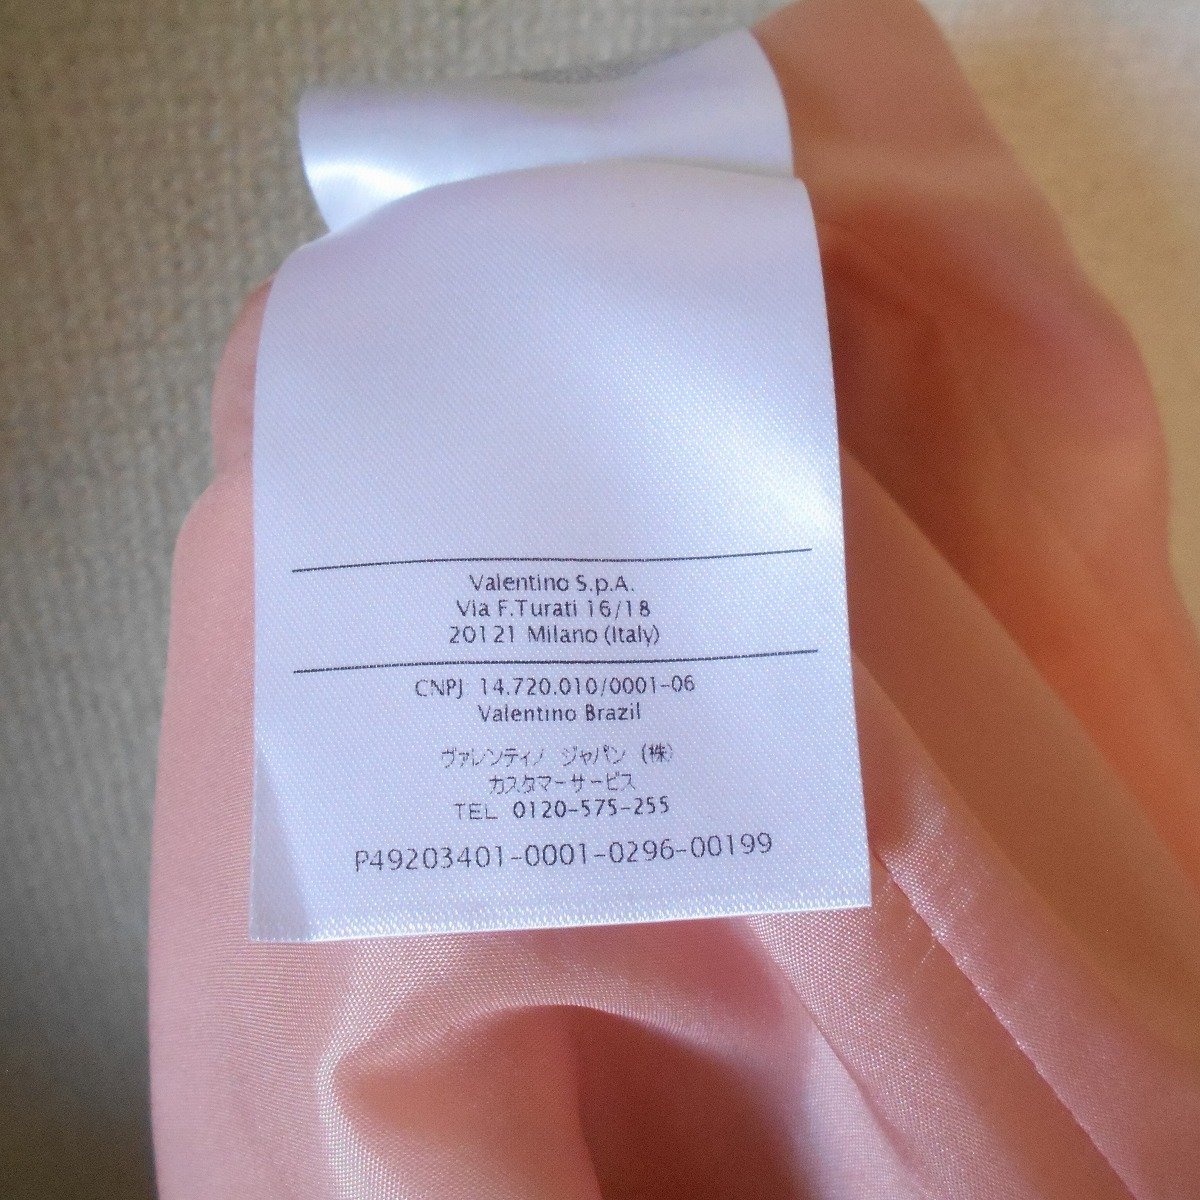 Valentino S.p.A.
Via F.Turati 16/18
20121 Milano (Italy)
CNPJ 14.720.010/0001-06
Valentino Brazil
ヴァレンティノ ジャパン (株)
カスタマーサービス
TEL 0120-575-255
P49203401-0001-0296-00199